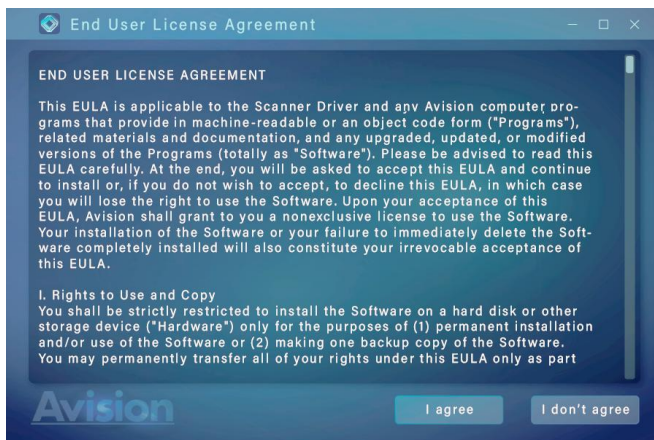 End User License Agreement
END USER LICENSE AGREEMENT
This EULA is applicable to the Scanner Driver and any Avision computer pro-
grams that provide in machine-readable or an object code form ("Programs"),
related materials and documentation, and any upgraded, updated, or modified
versions of the Programs (totally as "Software"). Please be advised to read this
EULA carefully. At the end, you will be asked to accept this EULA and continue
to install or, if you do not wish to accept, to decline this EULA, in which case
you will lose the right to use the Software. Upon your acceptance of this
EULA, Avision shall grant to you a nonexclusive license to use the Software.
Your installation of the Software or your failure to immediately delete the Soft-
ware completely installed will also constitute your irrevocable acceptance of
this EULA.
I. Rights to Use and Copy
You shall be strictly restricted to install the Software on a hard disk or other
storage device ("Hardware") only for the purposes of (1) permanent installation
and/or use of the Software or (2) making one backup copy of the Software.
You may permanently transfer all of your rights under this EULA only as part
Avision
I agree
I don't agree